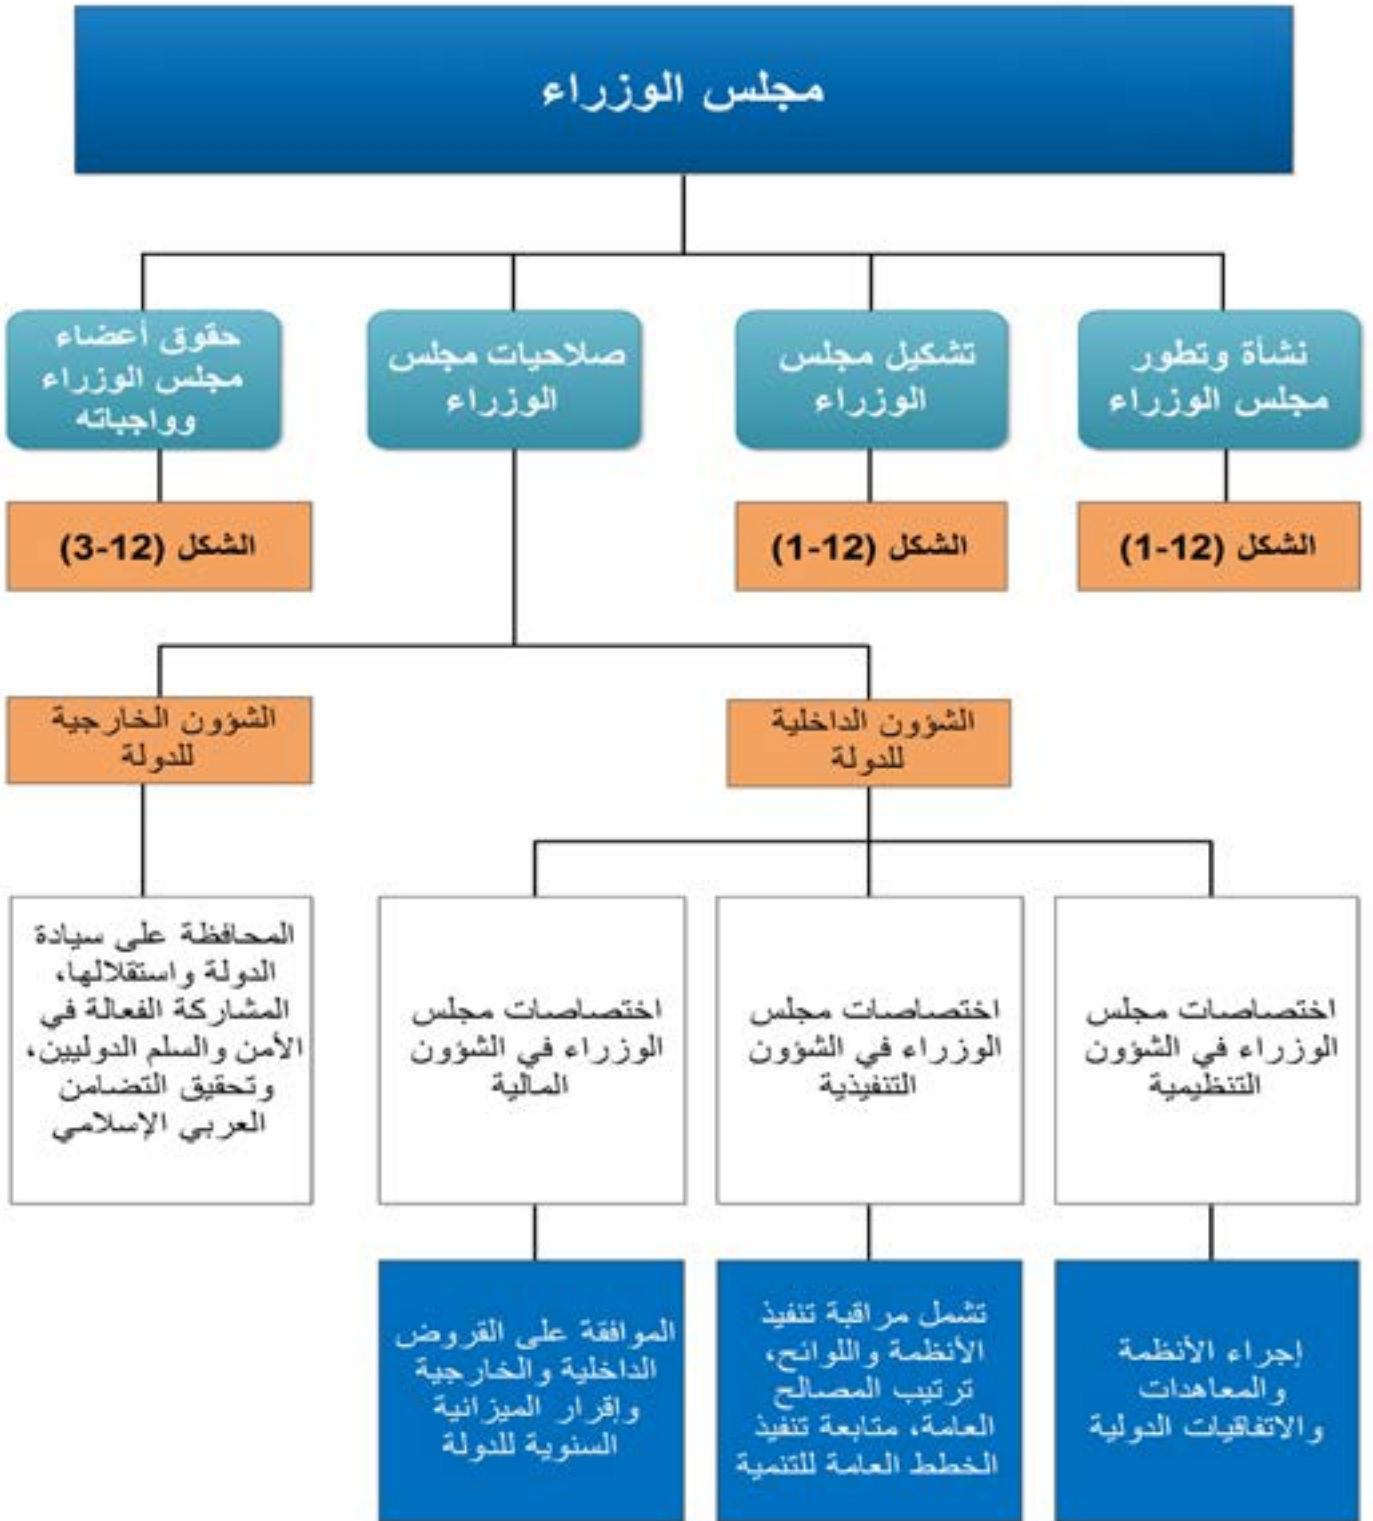 مجلس الوزراء
نشأة وتطور
مجلس الوزراء
تشكيل مجلس
الوزراء
صلاحيات مجلس
الوزراء
حقوق أعضاء
مجلس الوزراء
وواجباته
الشكل (12-1)
الشكل (12-1)
الشكل (12-3)
الشؤون الداخلية
للدولة
الشؤون الخارجية
للدولة
اختصاصات مجلس
الوزراء في الشؤون
التنظيمية
اختصاصات مجلس
الوزراء في الشؤون
التنفيذية
اختصاصات مجلس
الوزراء في الشؤون
المالية
المحافظة على سيادة
الدولة واستقلالها،
المشاركة الفعالة في
الأمن والسلم الدوليين،
وتحقيق التضامن
العربي الإسلامي
إجراء الأنظمة
والمعاهدات
والاتفاقيات الدولية
تشمل مراقبة تنفيذ
الأنظمة واللوائح،
ترتيب المصالح
العامة، متابعة تنفيذ
الخطط العامة للتنمية
الموافقة على القروض
الداخلية والخارجية
وإقرار الميزانية
السنوية للدولة